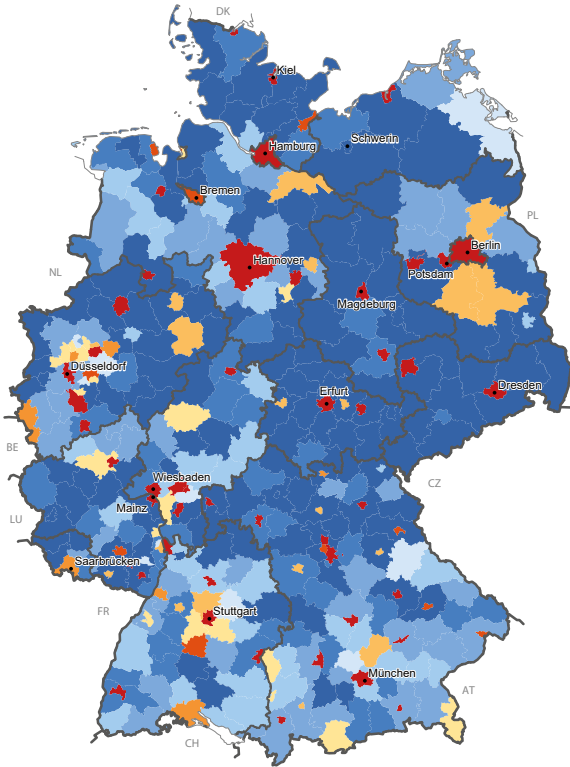 DK
Kiel
Hamburg
Schwerin
Bremen
PL
Berlin
Hannover
Potsdam
NL
Magdeburg
Düsseldorf
Dresden
Erfurt
BE
Wiesbaden
CZ
Mainz
LU
Saarbrücken
FR
Stuttgart
München
AT
CH